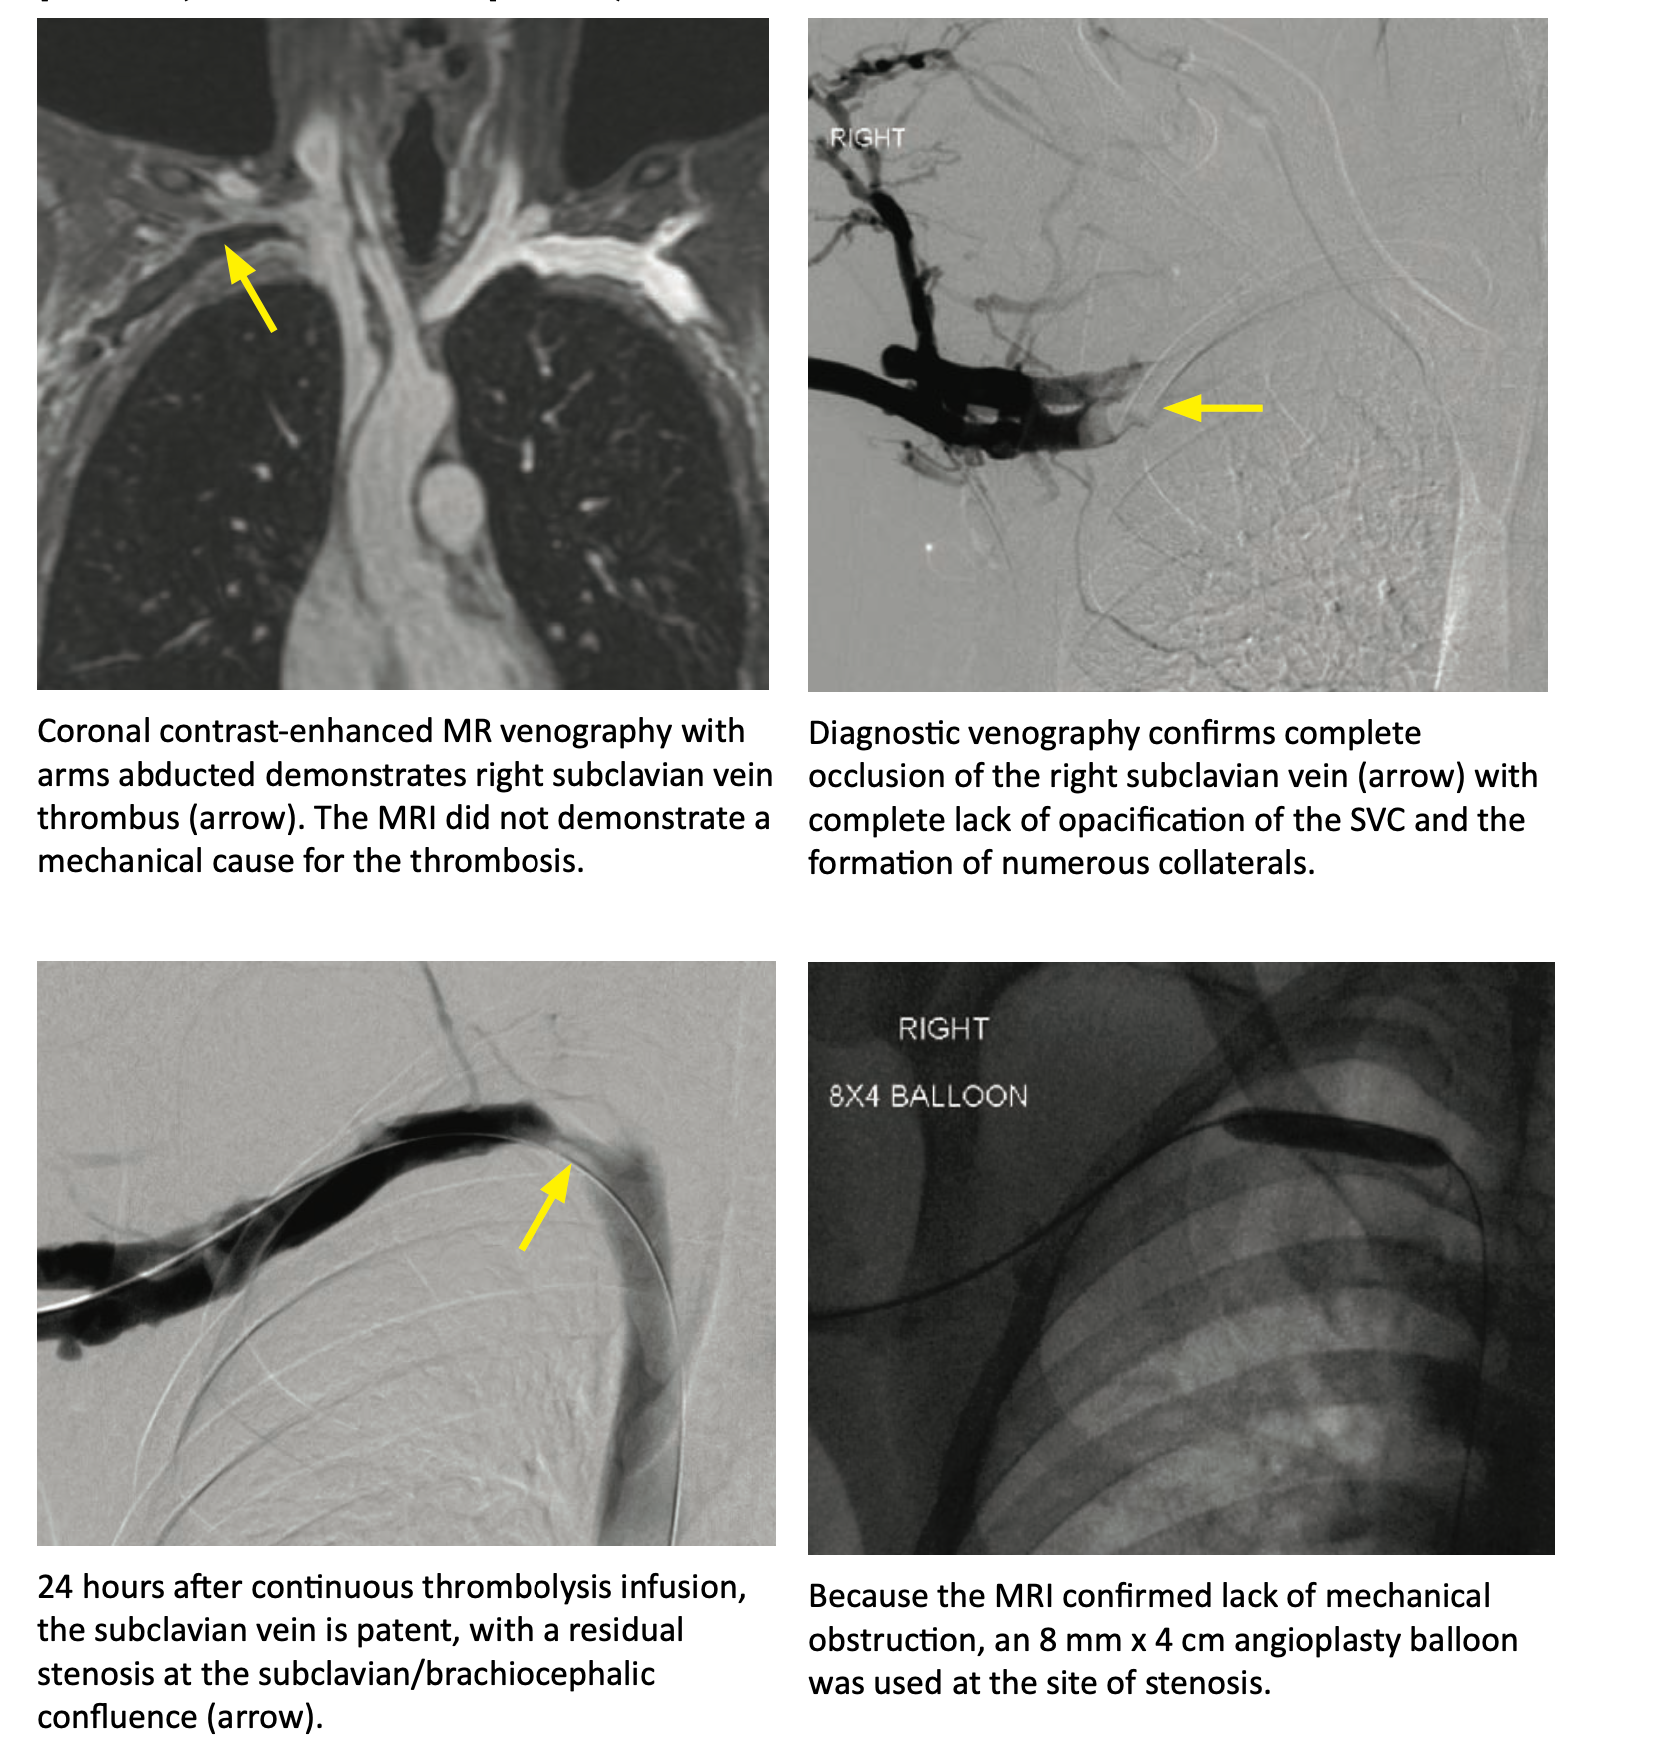 RIGHT
Coronal contrast-enhanced MR venography with
arms abducted demonstrates right subclavian vein
thrombus (arrow). The MRI did not demonstrate a
mechanical cause for the thrombosis.
Diagnostic venography confirms complete
occlusion of the right subclavian vein (arrow) with
complete lack of opacification of the SVC and the
formation of numerous collaterals.
RIGHT
8X4 BALLOON
24 hours after continuous thrombolysis infusion,
the subclavian vein is patent, with a residual
stenosis at the subclavian/brachiocephalic
confluence (arrow).
Because the MRI confirmed lack of mechanical
obstruction, an 8 mm x 4 cm angioplasty balloon
was used at the site of stenosis.